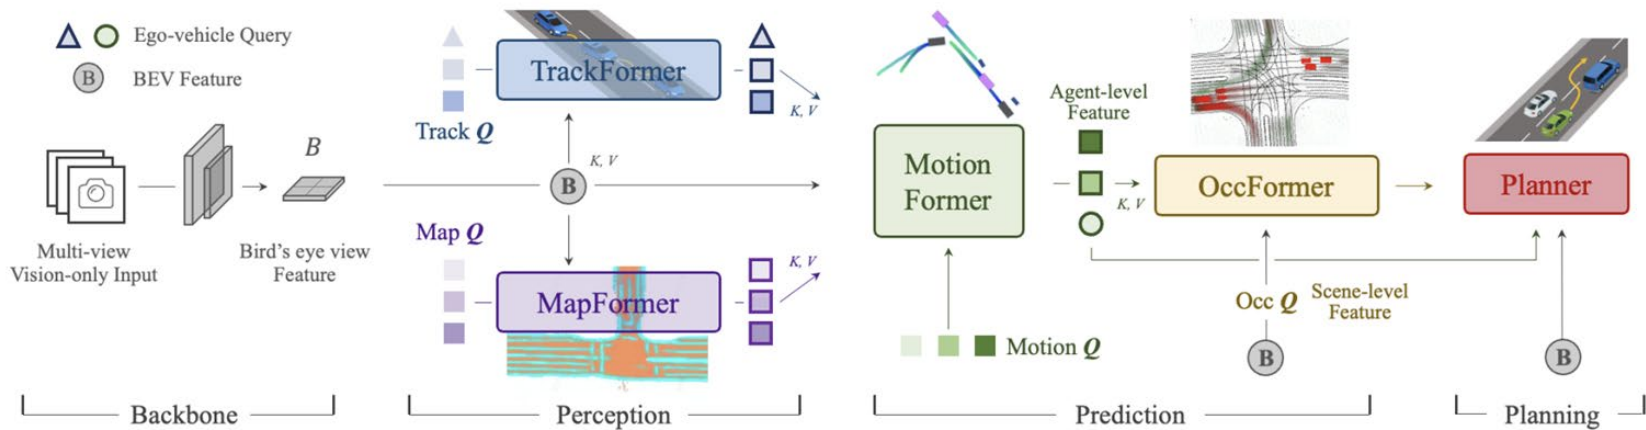 Ego-vehicle Query
B
BEV Feature
Multi-view
Vision-only Input
B
Bird's eye view
Feature
Backbone
TrackFormer
Track Q
K, V
K, V
B
Map Q
MapFormer
K, V
Perception
Motion
Former
Agent-level
Feature
K, V
OccFormer
Motion Q
Occ Q
Scene-level
Feature
B
Prediction
Planner
B
Planning